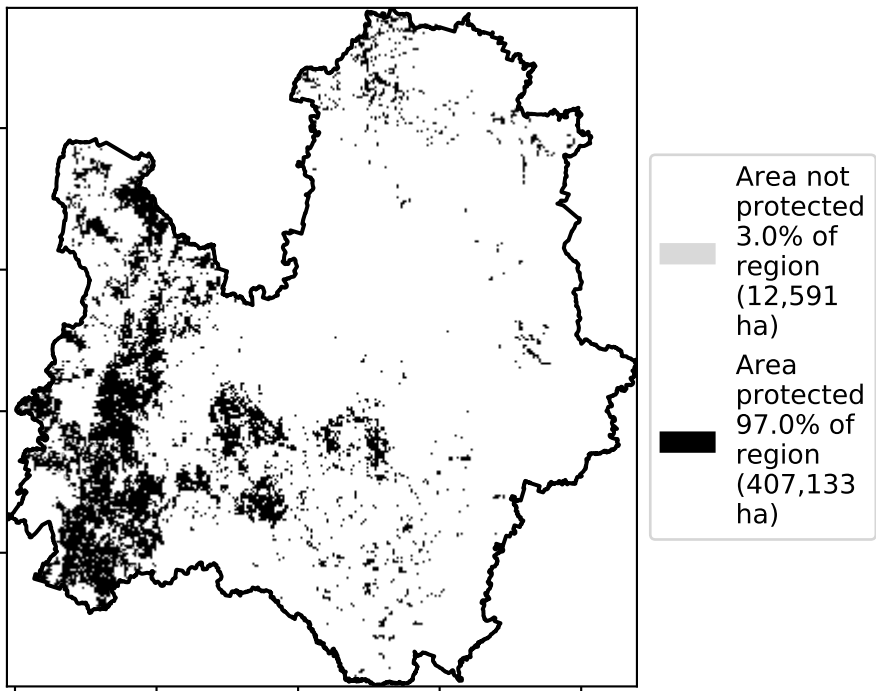 Area not
protected
3.0% of
region
(12,591
ha)
Area
protected
97.0% of
region
(407,133
ha)